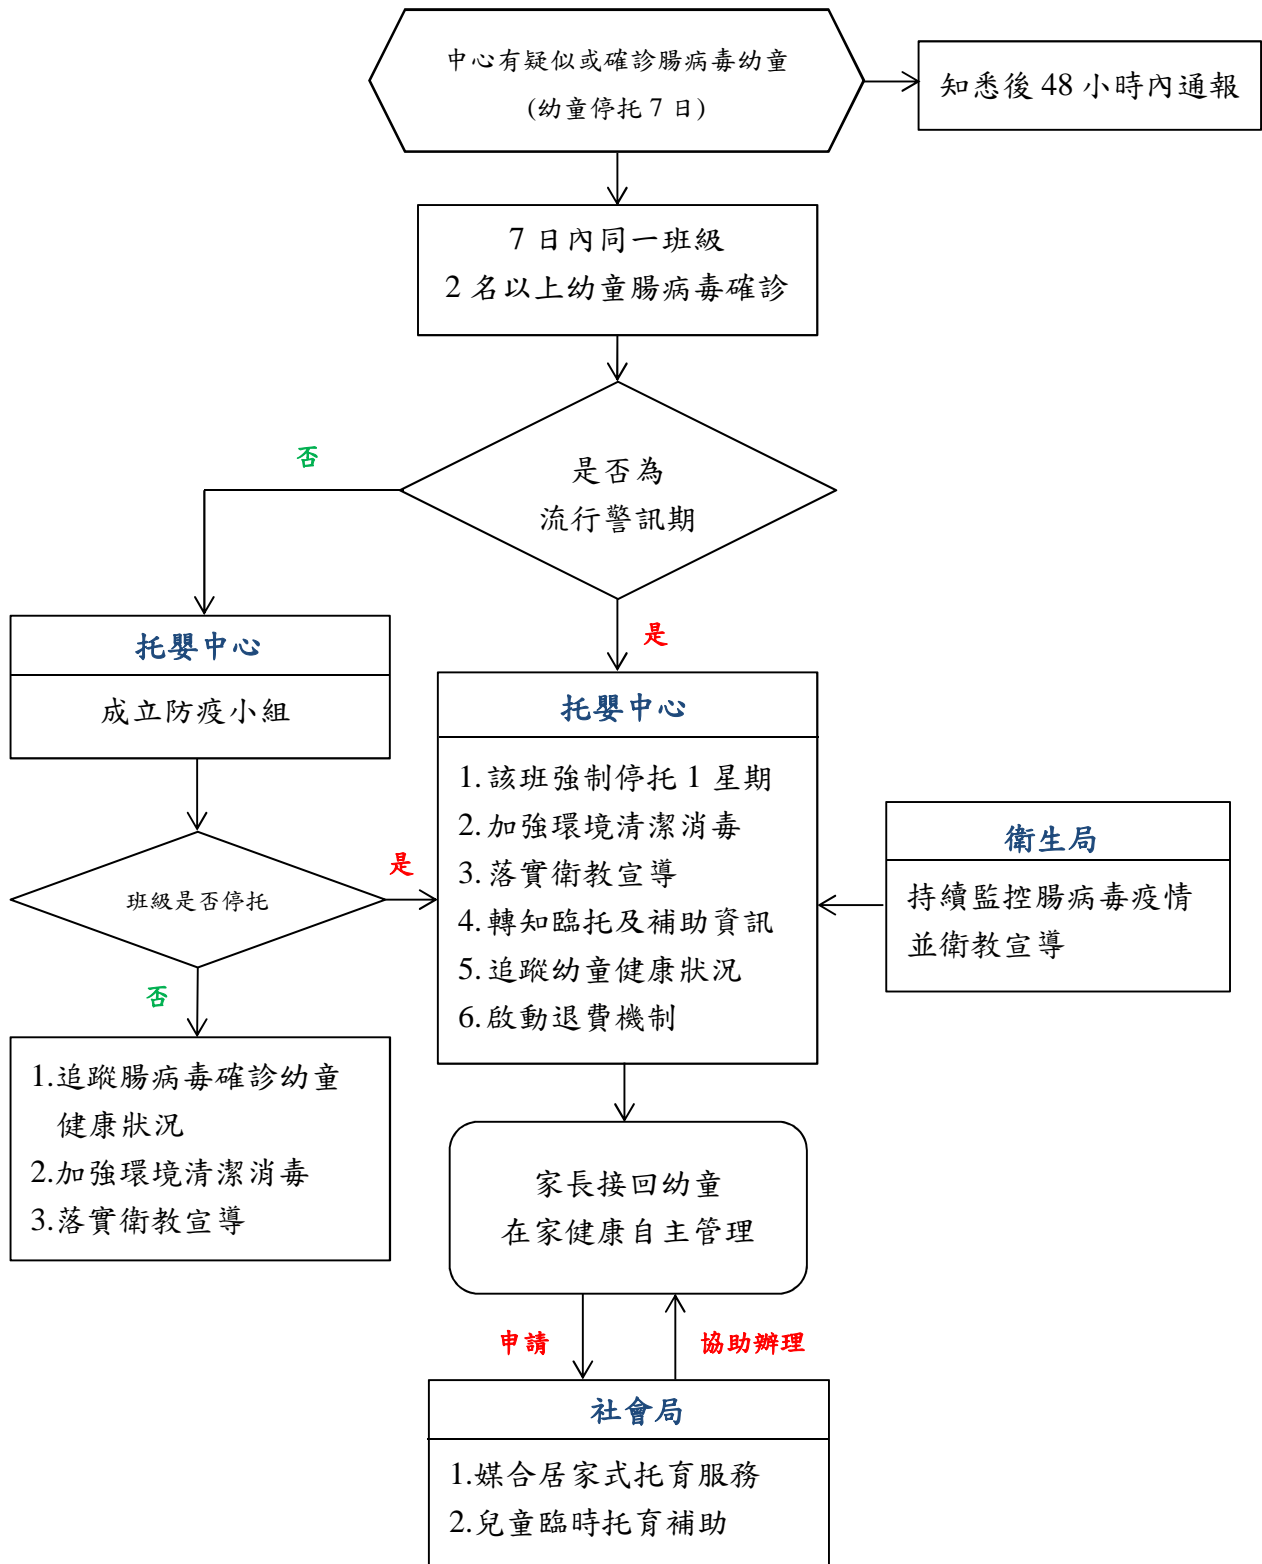 中心有疑似或確診腸病毒幼童
(幼童停托 7 日)
知悉後 48 小時內通報
7 日內同一班級
2 名以上幼童腸病毒確診
是否為
流行警訊期
否
是
托嬰中心
成立防疫小組
班級是否停托
是
否
1.追蹤腸病毒確診幼童
健康狀況
2.加強環境清潔消毒
3.落實衛教宣導
托嬰中心
1.該班強制停托 1 星期
2.加強環境清潔消毒
3.落實衛教宣導
4.轉知臨托及補助資訊
5.追蹤幼童健康狀況
6.啟動退費機制
衛生局
持續監控腸病毒疫情
並衛教宣導
家長接回幼童
在家健康自主管理
申請
協助辦理
社會局
1.媒合居家式托育服務
2.兒童臨時托育補助